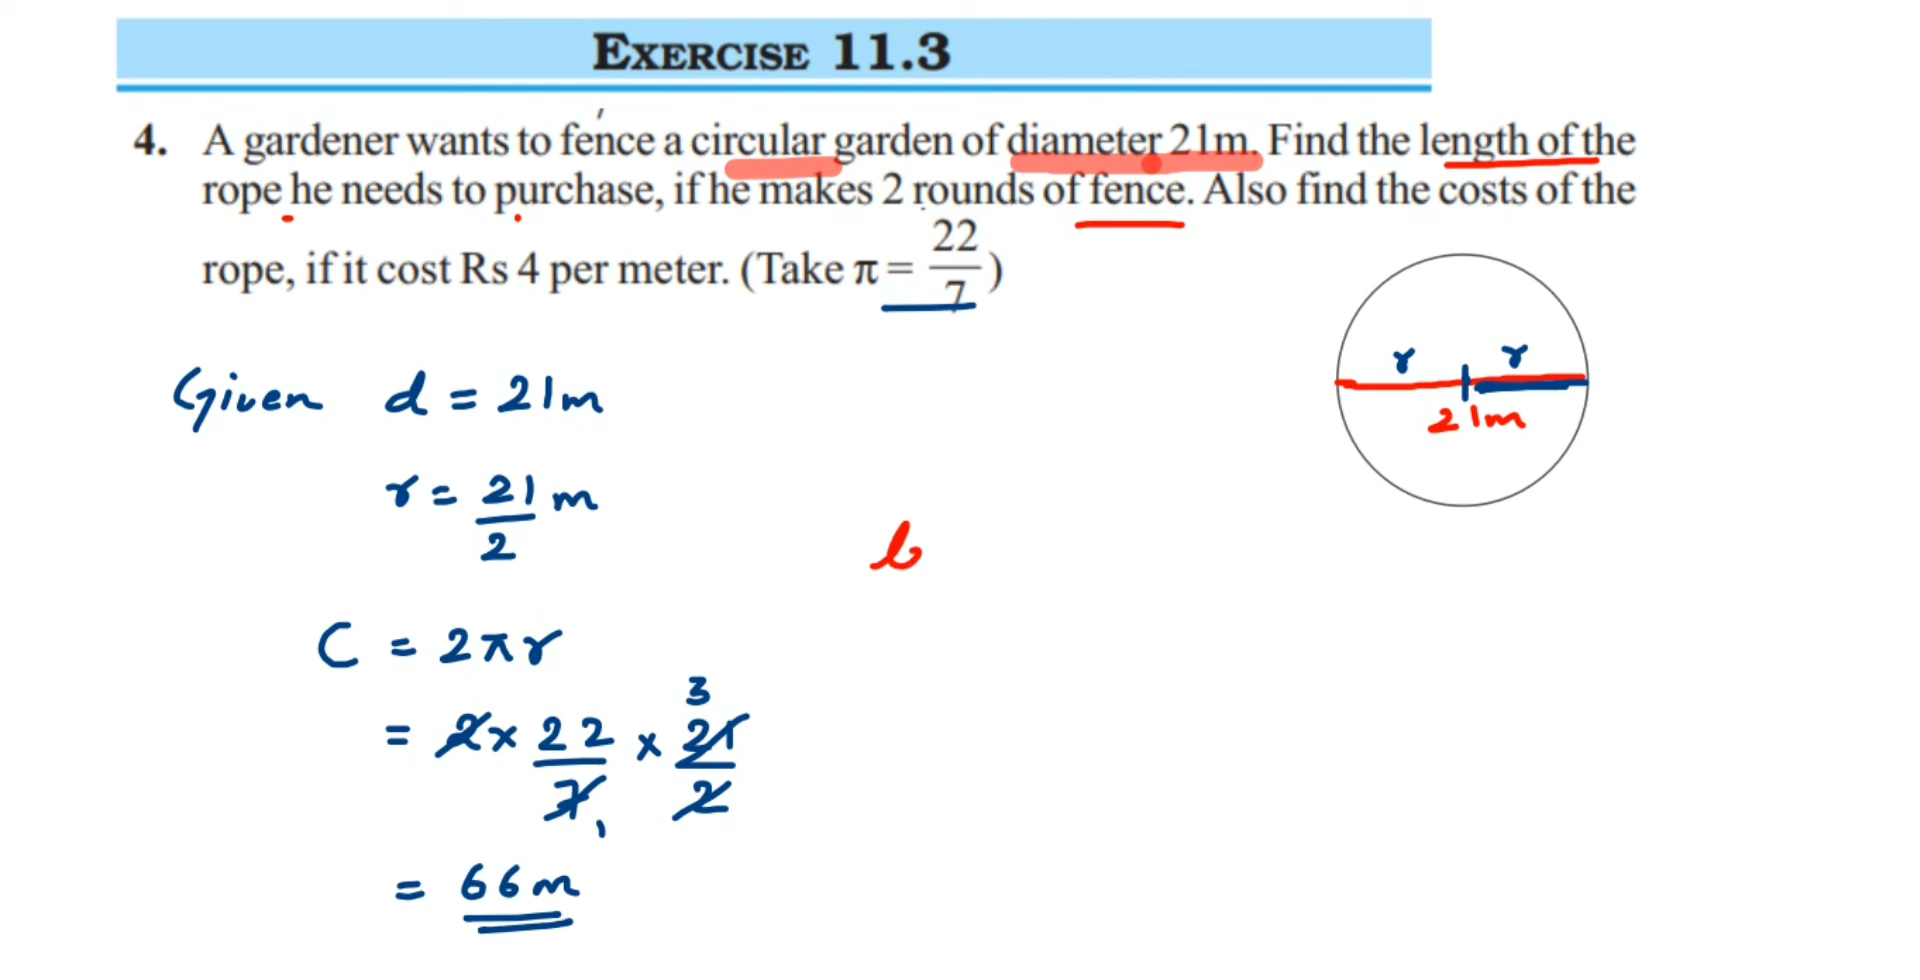 EXERCISE 11.3
4. A gardener wants to fence a circular garden of diameter 21m. Find the length of the
rope he needs to purchase, if he makes 2 rounds of fence. Also find the costs of the
rope, if it cost Rs 4 per meter. (Take π = 22/7)
r r
21m
Given d = 21m
r = 21/2 m
C = 2πr
= 2 × 22/7 × 21/2
3
1
= 66m